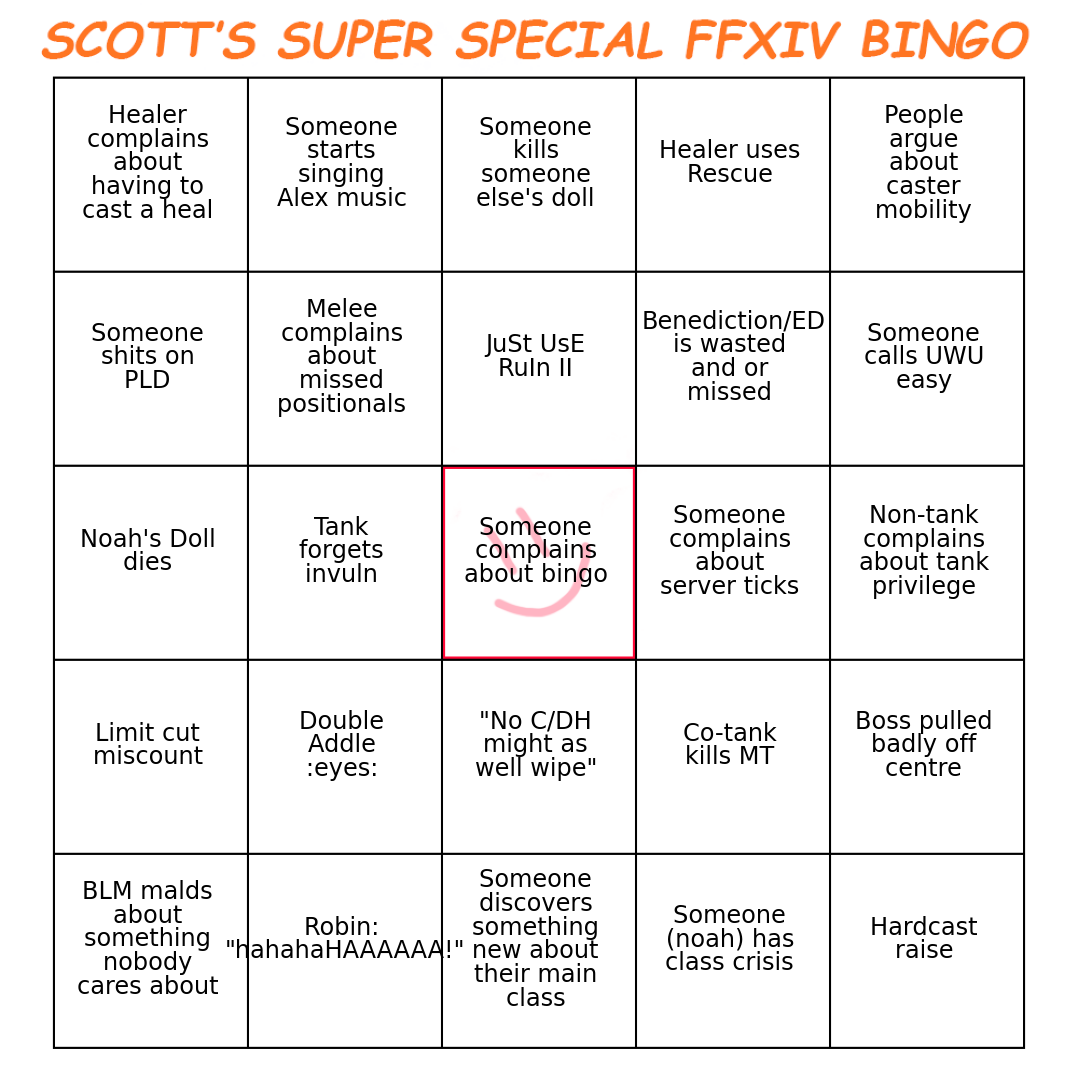 SCOTT'S SUPER SPECIAL FFXIV BINGO
Healer
complains
about
having to
cast a heal
Someone
starts
singing
Alex music
Someone
kills
someone
else's doll
Healer uses
Rescue
People
argue
about
caster
mobility
Someone
shits on
PLD
Melee
complains
about
missed
positionals
JuSt UsE
RuIn II
Benediction/ED
is wasted
and or
missed
Someone
calls UWU
easy
Noah's Doll
dies
Tank
forgets
invuln
Someone
complains
about bingo
Someone
complains
about
server ticks
Non-tank
complains
about tank
privilege
Limit cut
miscount
Double
Addle
:eyes:
"No C/DH
might as
well wipe"
Co-tank
kills MT
Boss pulled
badly off
centre
BLM malds
about
something
nobody
cares about
Robin:
"hahahaHAAAAAA!"
Someone
discovers
something
new about
their main
class
Someone
(noah) has
class crisis
Hardcast
raise